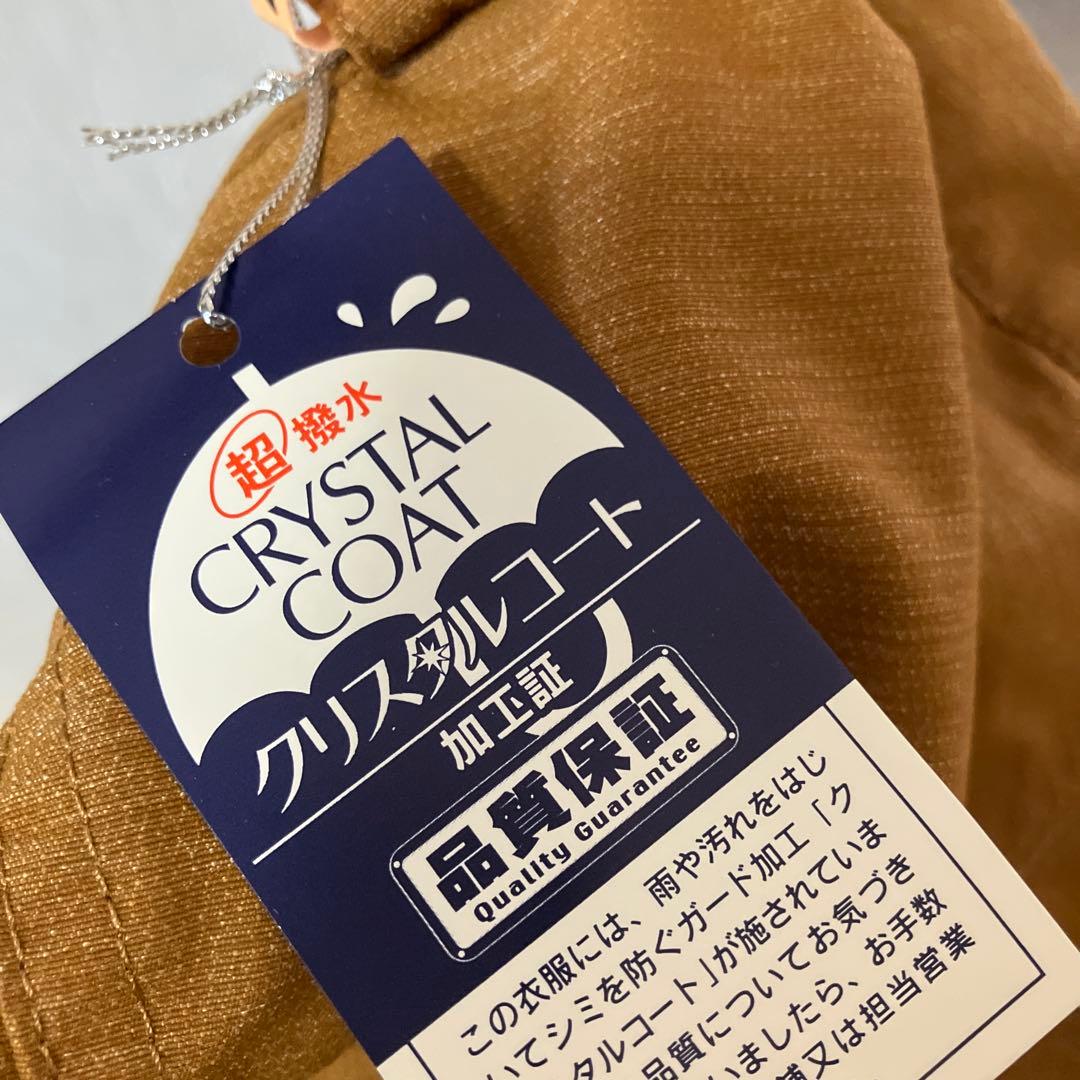 超撥水
CRYSTAL
COAT
クリスタルコート
加工証
品質保証
Quality Guarantee
この衣服には、雨や汚れをはじ
いてシミを防ぐガード加工「ク
タルコート」が施されていま
品質についてお気づき
いましたら、お手数
舗又は担当営業